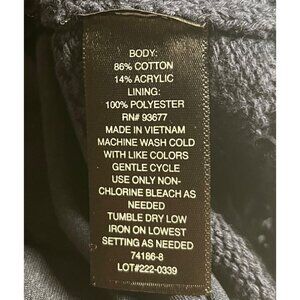 BODY:
86% COTTON
14% ACRYLIC
LINING:
100% POLYESTER
RN# 93677
MADE IN VIETNAM
MACHINE WASH COLD
WITH LIKE COLORS
GENTLE CYCLE
USE ONLY NON-
CHLORINE BLEACH AS
NEEDED
TUMBLE DRY LOW
IRON ON LOWEST
SETTING AS NEEDED
74186-8
LOT#222-0339